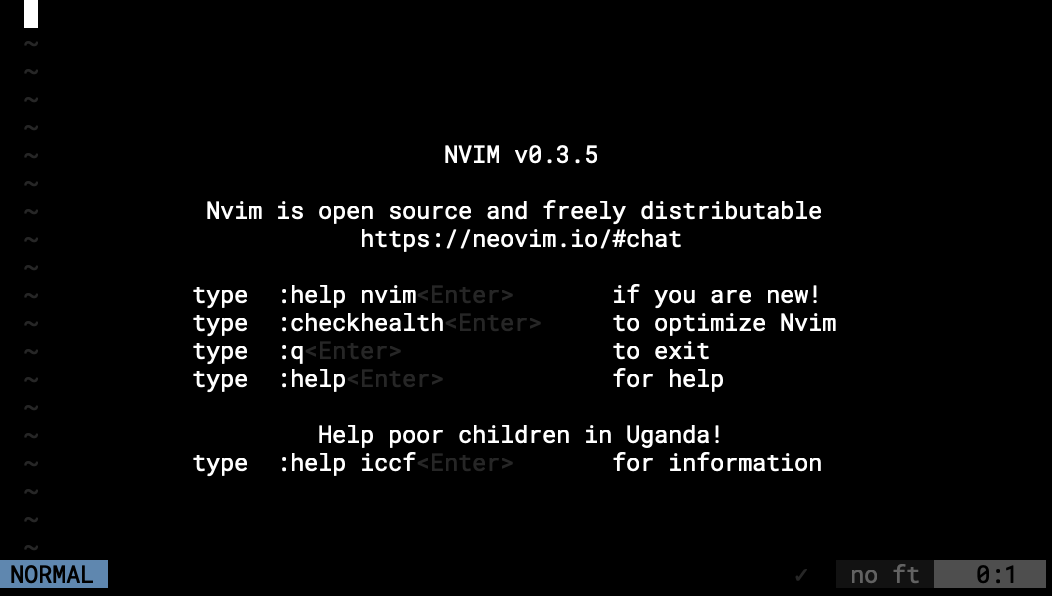 ~
~
~
~
~ NVIM v0.3.5
~
~ Nvim is open source and freely distributable
~ https://neovim.io/#chat
~
~ type :help nvim<Enter> if you are new!
~ type :checkhealth<Enter> to optimize Nvim
~ type :q<Enter> to exit
~ type :help<Enter> for help
~
~ Help poor children in Uganda!
~ type :help iccf<Enter> for information
~
~
~
NORMAL ✓ no ft 0:1